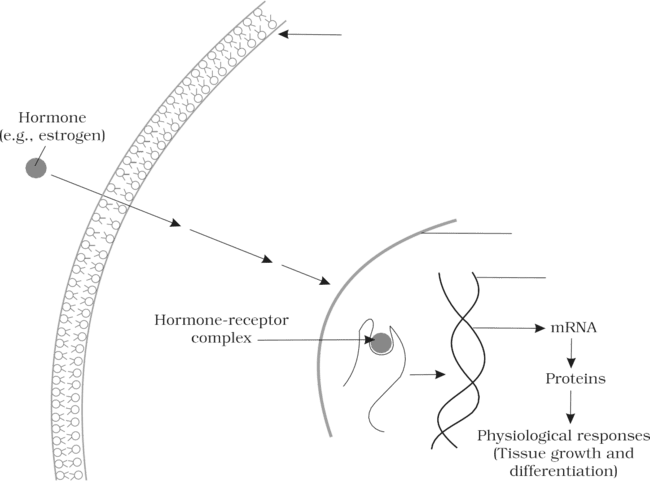 Hormone
(e.g., estrogen)
Hormone-receptor
complex
mRNA
Proteins
Physiological responses
(Tissue growth and
differentiation)